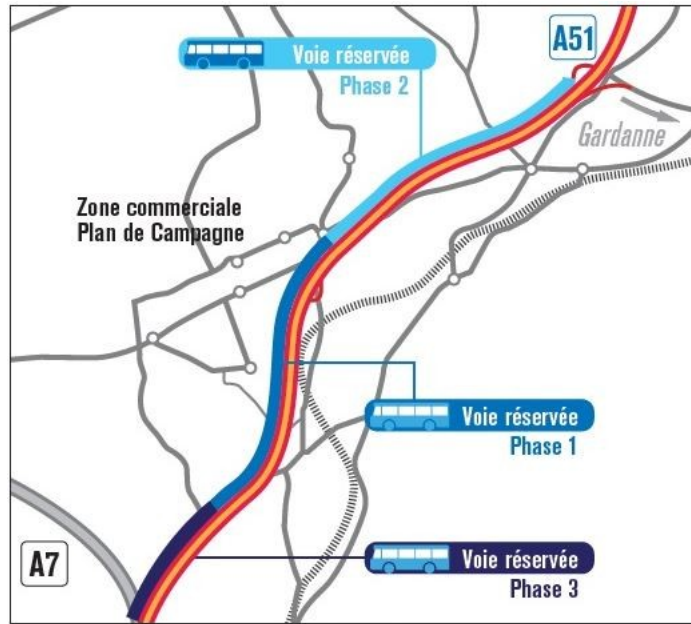 A51
Voie réservée
Phase 2
Gardanne
Zone commerciale
Plan de Campagne
Voie réservée
Phase 1
A7
Voie réservée
Phase 3